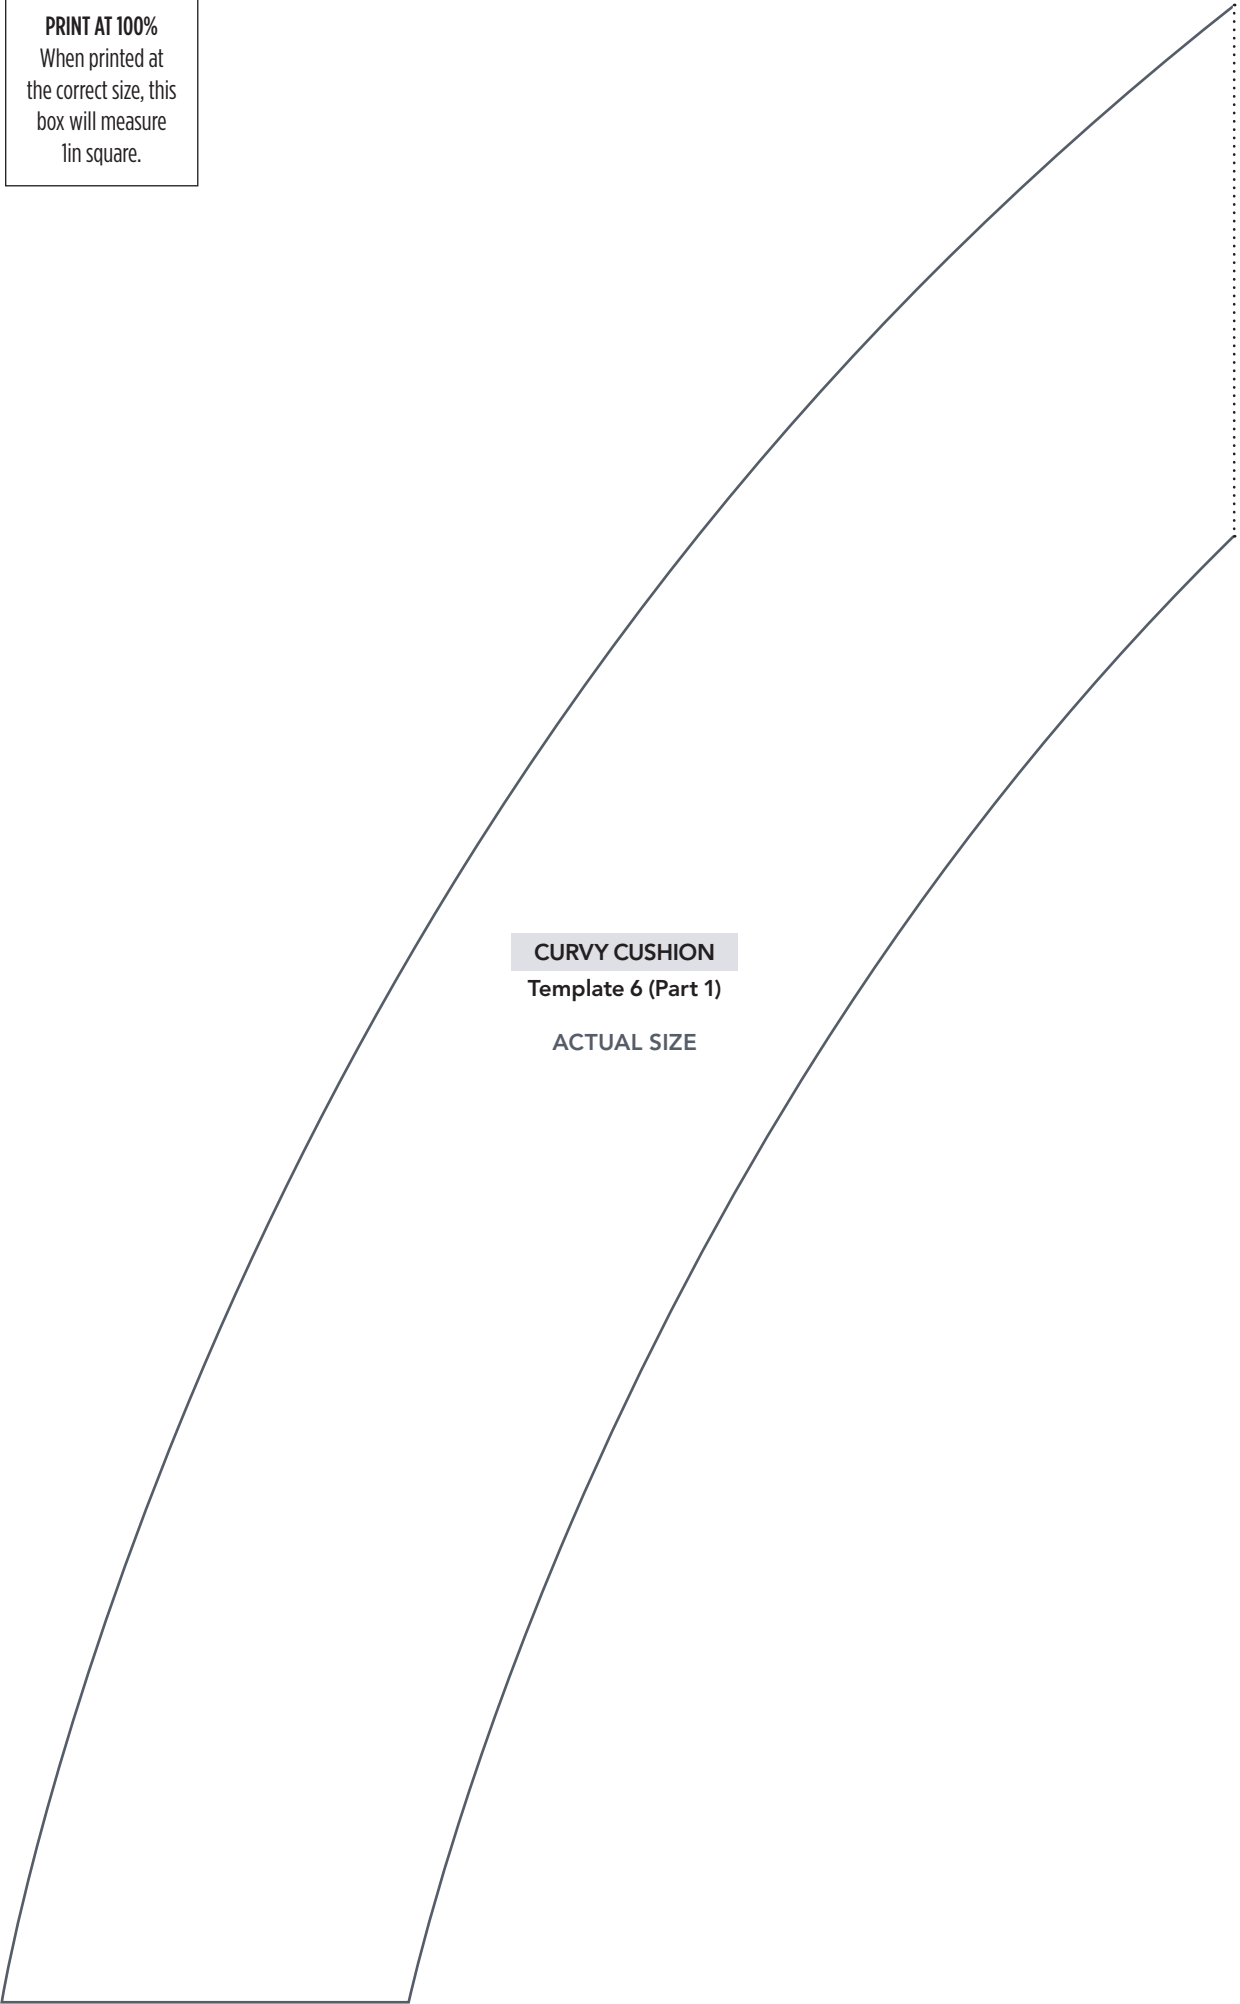 PRINT AT 100%
When printed at
the correct size, this
box will measure
1in square.
CURVY CUSHION
Template 6 (Part 1)
ACTUAL SIZE